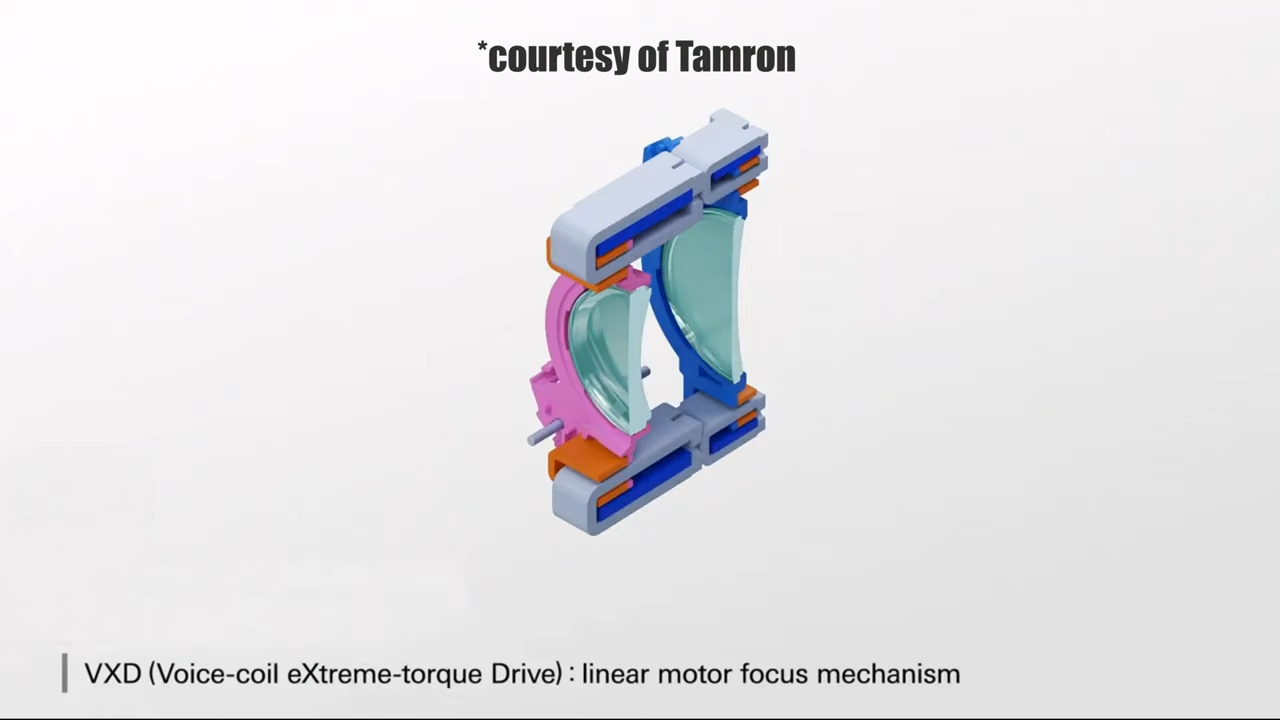 *courtesy of Tamron
VXD (Voice-coil eXtreme-torque Drive) : linear motor focus mechanism